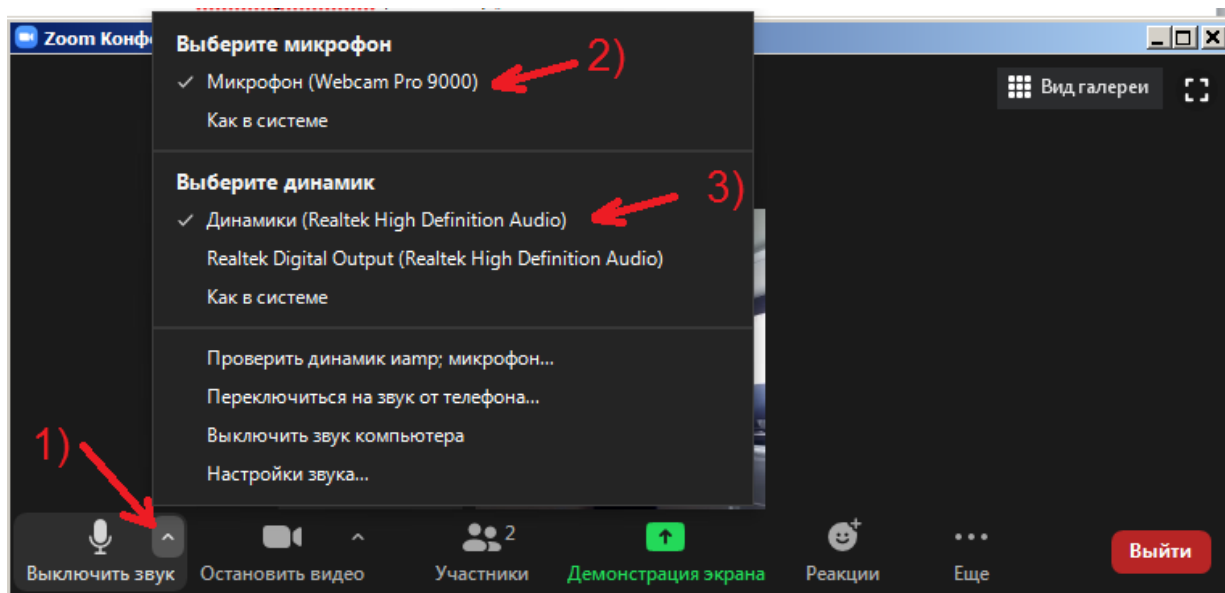 Zoom Конф
Выберите микрофон
2)
Микрофон (Webcam Pro 9000)
Как в системе
Вид галереи
Выберите динамик
3)
Динамики (Realtek High Definition Audio)
Realtek Digital Output (Realtek High Definition Audio)
Как в системе
Проверить динамик иamp; микрофон...
Переключиться на звук от телефона...
Выключить звук компьютера
Настройки звука...
1)
2
Выключить звук
Остановить видео
Участники
Демонстрация экрана
Реакции
Еще
Выйти